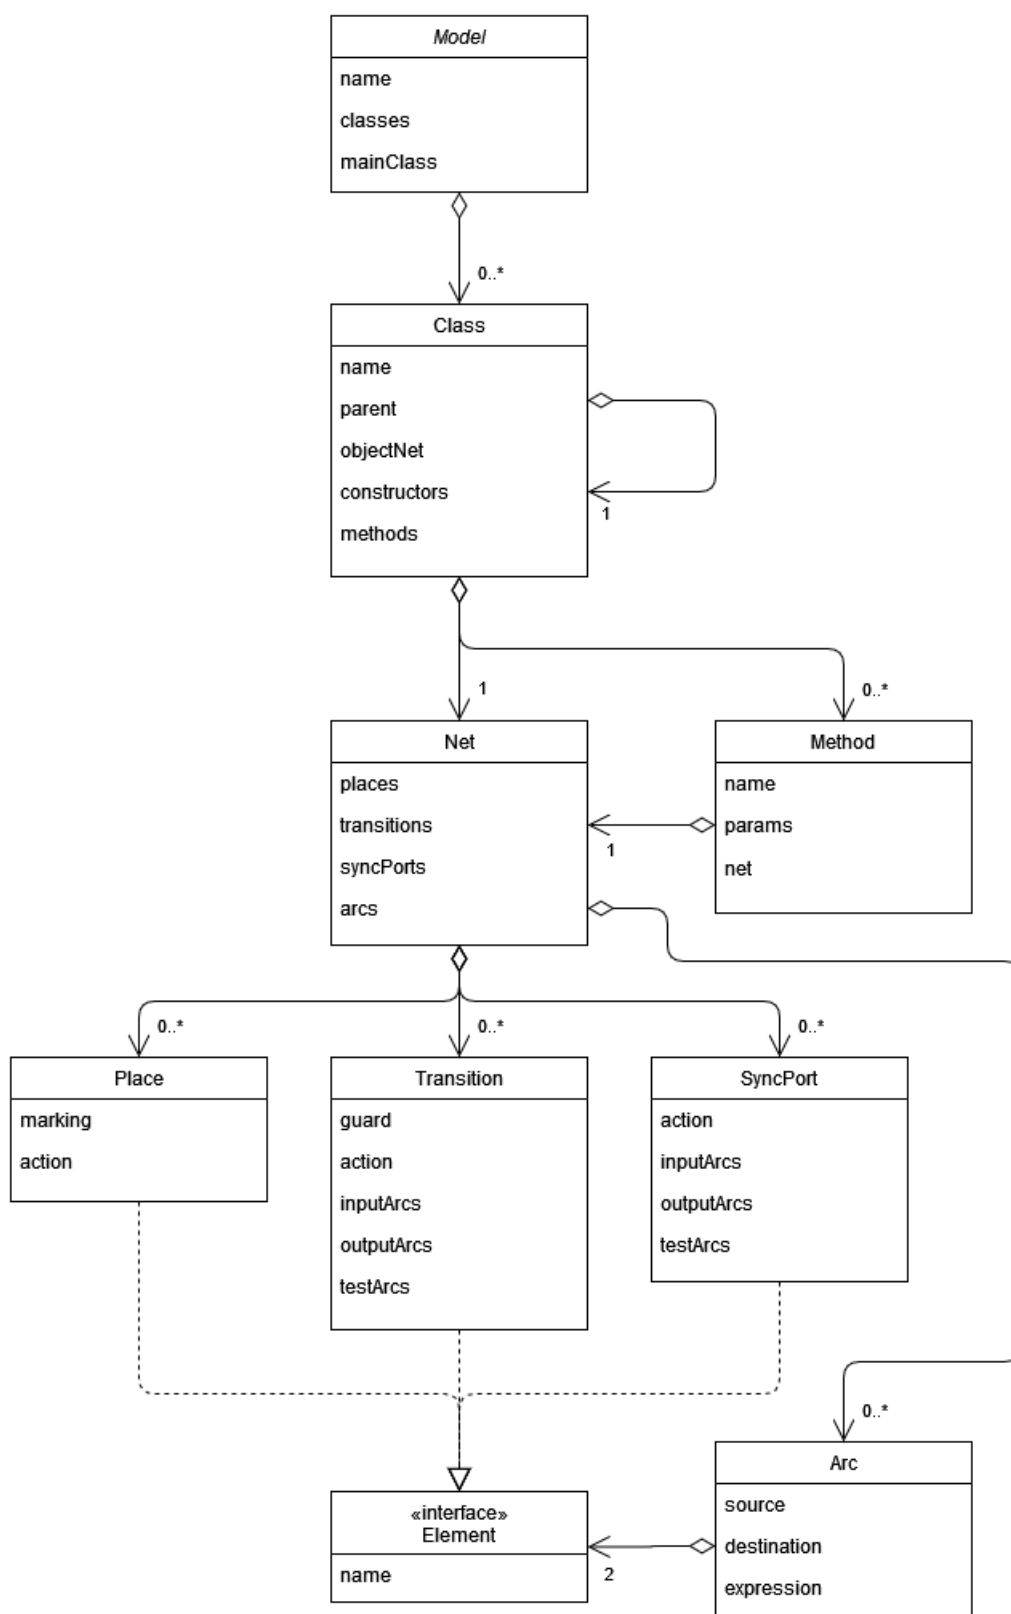 Model
name
classes
mainClass
0..*
Class
name
parent
objectNet
constructors
methods
1
1
0..*
Net
places
transitions
syncPorts
arcs
Method
name
params
net
1
0..*
0..*
0..*
Place
marking
action
Transition
guard
action
inputArcs
outputArcs
testArcs
SyncPort
action
inputArcs
outputArcs
testArcs
0..*
Arc
source
destination
expression
«interface»
Element
name
2